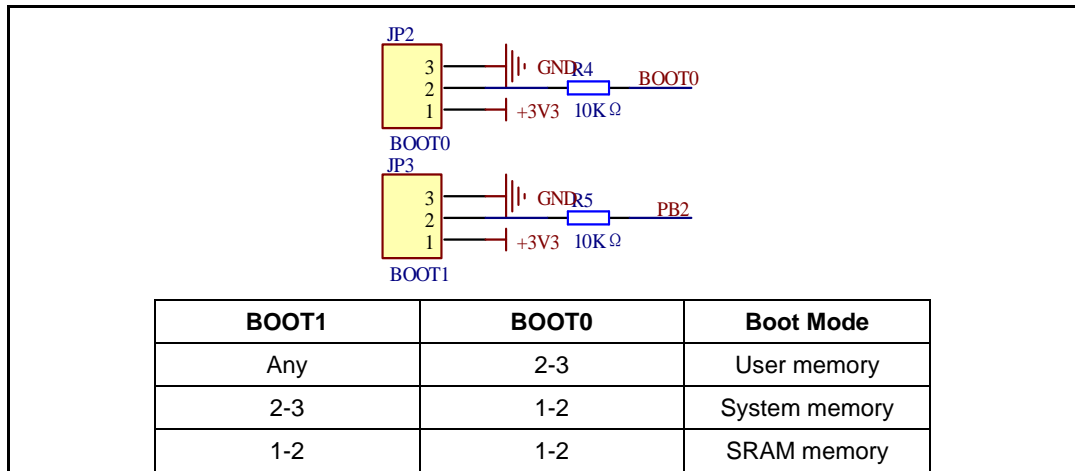 JP2
3 GND R4 BOOT0
2
1 +3V3 10KΩ
BOOT0
JP3
3 GND R5 PB2
2
1 +3V3 10KΩ
BOOT1
BOOT1 BOOT0 Boot Mode
Any 2-3 User memory
2-3 1-2 System memory
1-2 1-2 SRAM memory